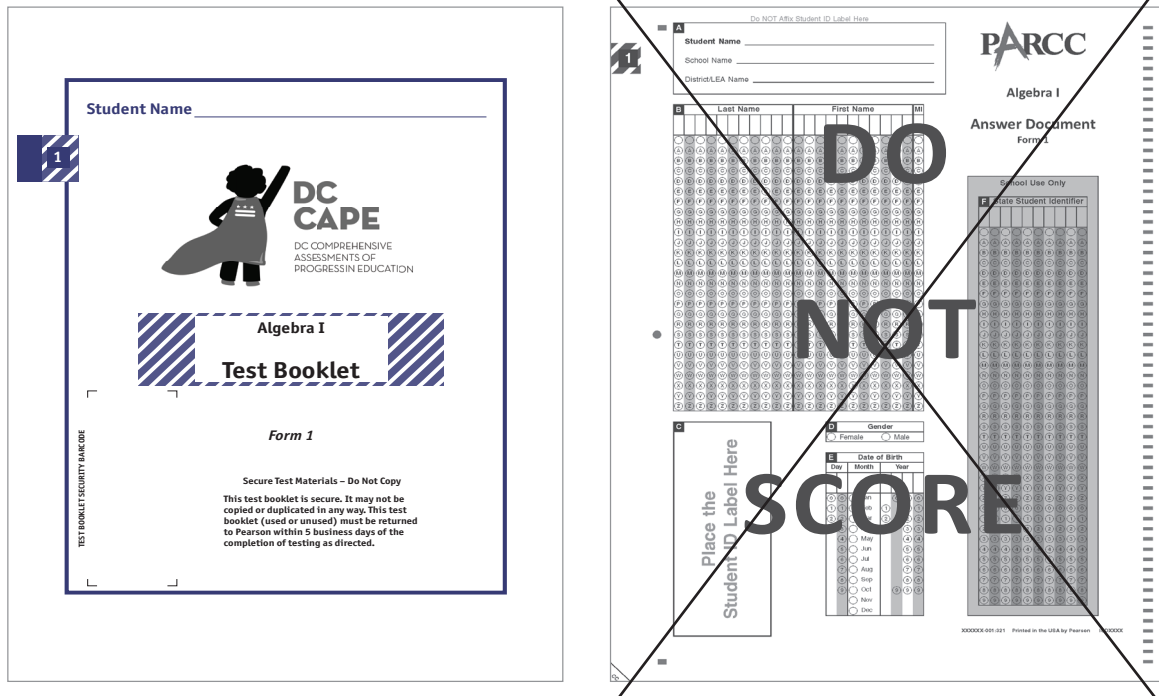 Student Name
1
DC
CAPE
DC COMPREHENSIVE
ASSESSMENTS OF
PROGRESS IN EDUCATION
Algebra I
Test Booklet
Form 1
TEST BOOKLET SECURITY BARCODE
Secure Test Materials – Do Not Copy
This test booklet is secure. It may not be
copied or duplicated in any way. This test
booklet (used or unused) must be returned
to Pearson within 5 business days of the
completion of testing as directed.
Do NOT Affix Student ID Label Here
A
Student Name
School Name
District/LEA Name
1
PARCC
Algebra I
Answer Document
Form 1
B
Last Name First Name MI
DO
NOT
SCORE
School Use Only
F State Student Identifier
C
Place the
Student ID Label Here
D Gender
Female Male
E Date of Birth
Day Month Year
May
Jun
Jul
Aug
Sep
Oct
Nov
Dec
XXXXXX-001:321 Printed in the USA by Pearson